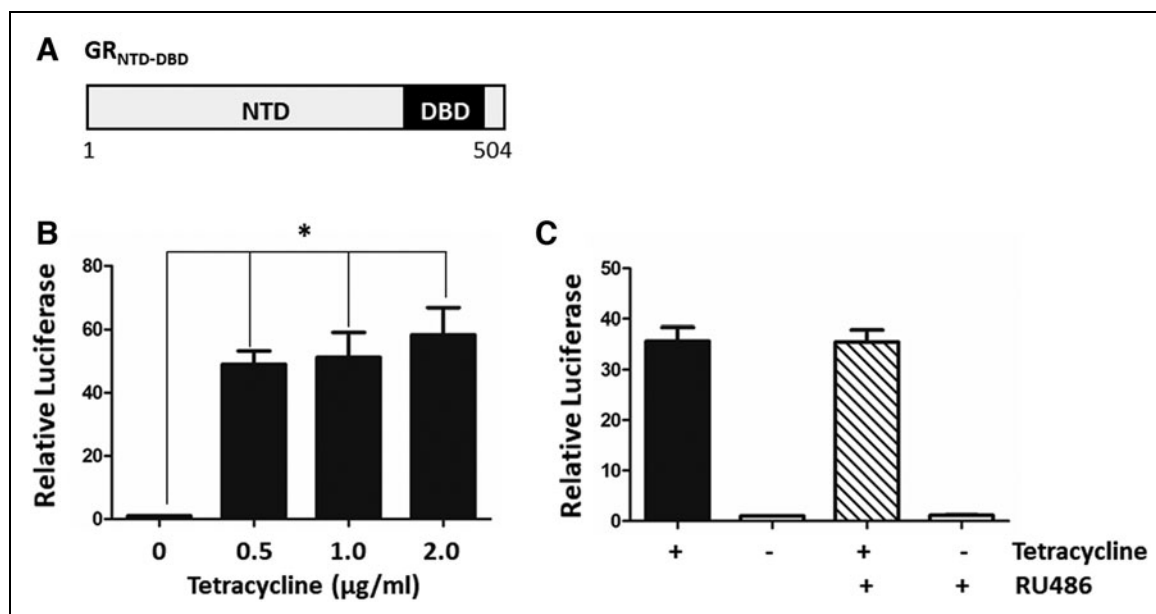 A GR_NTD-DBD
NTD DBD
1 504
B
*
Relative Luciferase
80
60
40
20
0
0 0.5 1.0 2.0
Tetracycline (µg/ml)
C
Relative Luciferase
50
40
30
20
10
0
+ - + - Tetracycline
+ + RU486